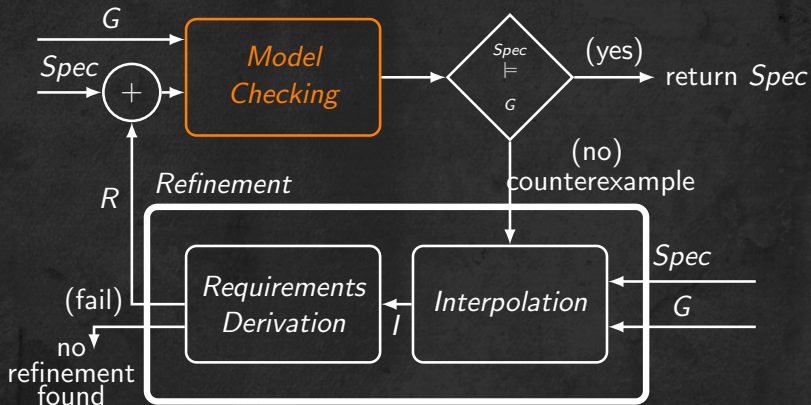 G
Spec
+
Model
Checking
Spec
⊨
G
(yes)
return Spec
(no)
counterexample
R
Refinement
Requirements
Derivation
I
Interpolation
Spec
G
(fail)
no
refinement
found